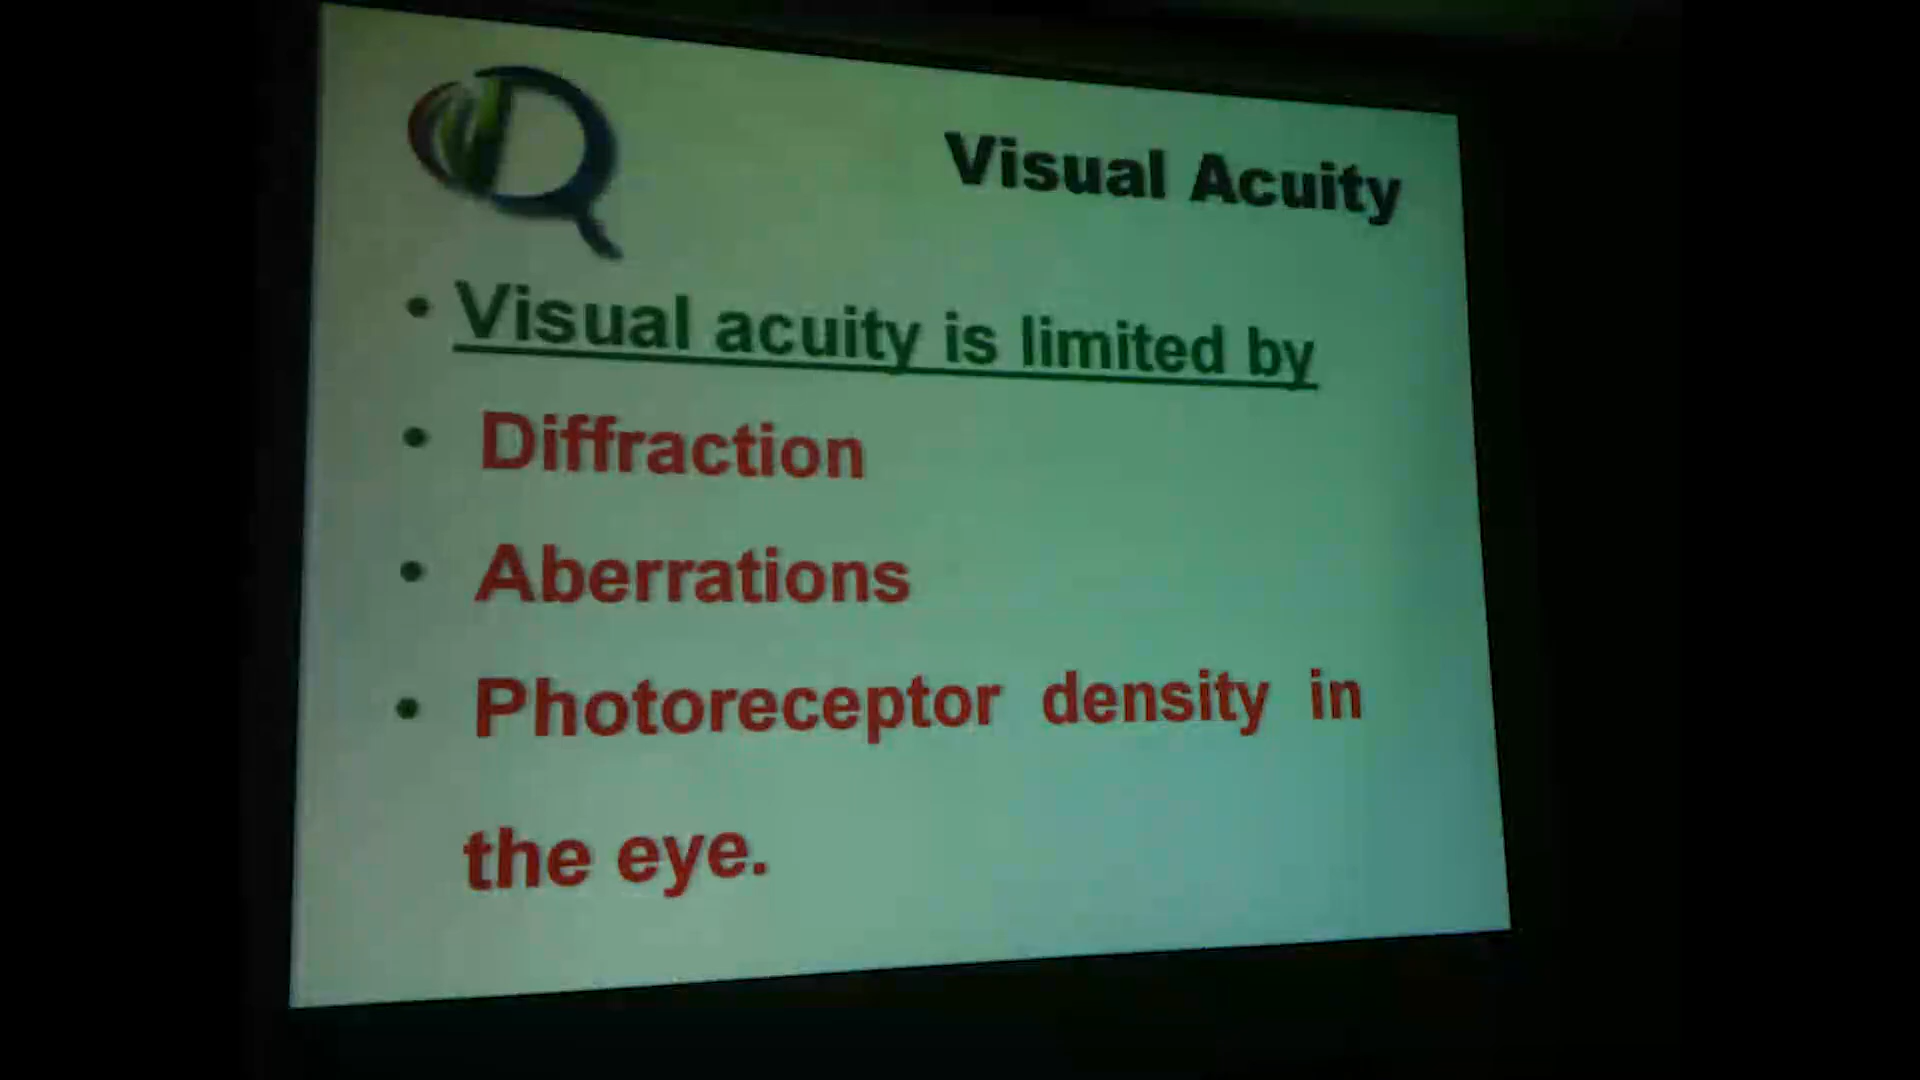 Visual Acuity
• Visual acuity is limited by
• Diffraction
• Aberrations
• Photoreceptor density in
the eye.